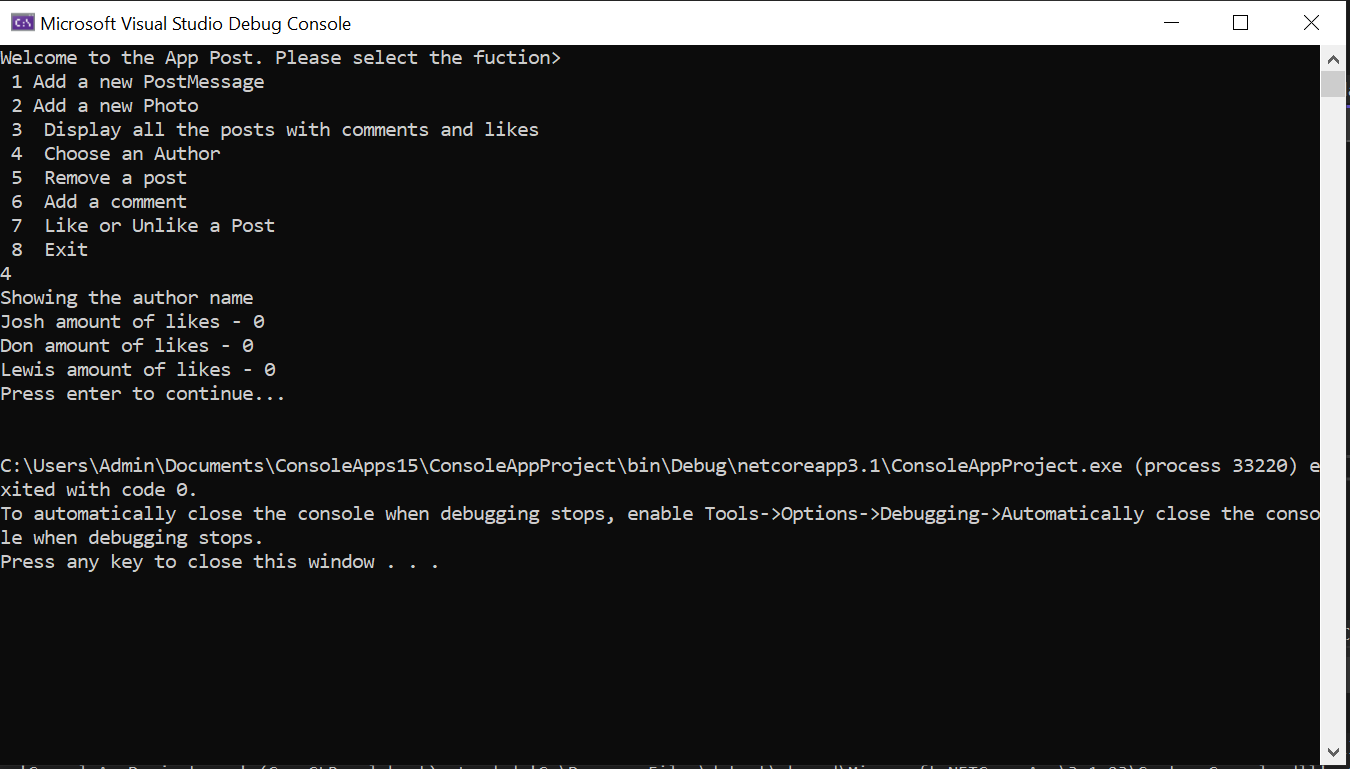 Microsoft Visual Studio Debug Console
Welcome to the App Post. Please select the fuction>
1 Add a new PostMessage
2 Add a new Photo
3  Display all the posts with comments and likes
4  Choose an Author
5  Remove a post
6  Add a comment
7  Like or Unlike a Post
8  Exit
4
Showing the author name
Josh amount of likes - 0
Don amount of likes - 0
Lewis amount of likes - 0
Press enter to continue...
C:\Users\Admin\Documents\ConsoleApps15\ConsoleAppProject\bin\Debug\netcoreapp3.1\ConsoleAppProject.exe (process 33220) e
xited with code 0.
To automatically close the console when debugging stops, enable Tools->Options->Debugging->Automatically close the conso
le when debugging stops.
Press any key to close this window . . .